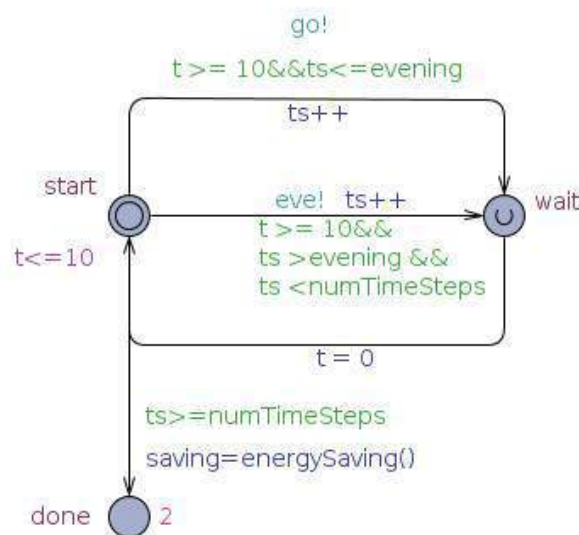 go!
t >= 10&&ts<=evening
ts++
start
eve! ts++
wait
t >= 10&&
ts >evening &&
ts <numTimeSteps
t<=10
t = 0
ts>=numTimeSteps
saving=energySaving()
done 2